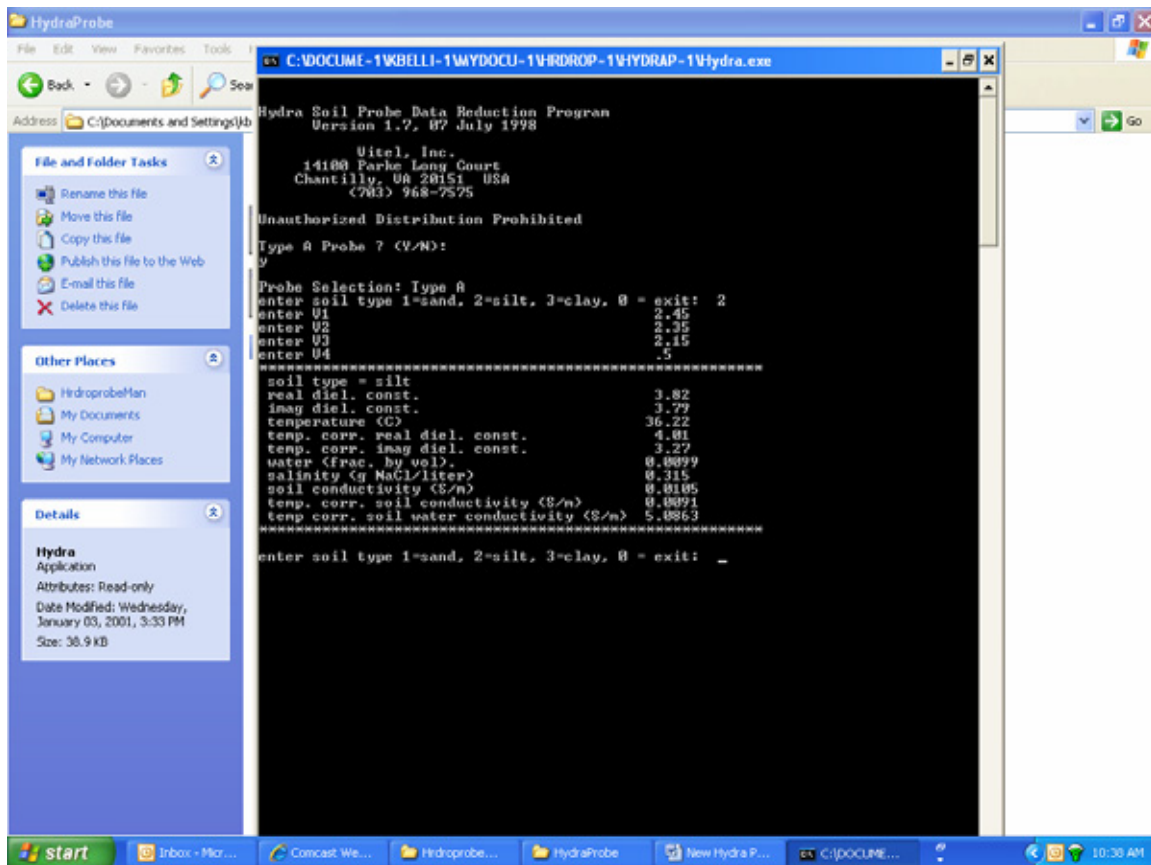 HydraProbe
File Edit View Favorites Tools
Back
Address C:\Documents and Settings\kb
Go
File and Folder Tasks
Rename this file
Move this file
Copy this file
Publish this file to the Web
E-mail this file
Delete this file
Other Places
HrdroprobeMan
My Documents
My Computer
My Network Places
Details
Hydra
Application
Attributes: Read-only
Date Modified: Wednesday,
January 03, 2001, 3:33 PM
Size: 38.9 KB
C:\DOCUME~1\KBELLI~1\MYDOCU~1\HRDROP~1\HYDRAP~1\Hydra.exe
Hydra Soil Probe Data Reduction Program
Version 1.7, 07 July 1998
Vitel, Inc.
14100 Parke Long Court
Chantilly, VA 20151 USA
(703) 968-7575
Unauthorized Distribution Prohibited
Type A Probe ? (Y/N):
y
Probe Selection: Type A
enter soil type 1=sand, 2=silt, 3=clay, 0 = exit: 2
enter V1 2.45
enter V2 2.35
enter V3 2.15
enter V4 .5
soil type = silt
real diel. const. 3.82
imag diel. const. 3.79
temperature (C) 36.22
temp. corr. real diel. const. 4.01
temp. corr. imag diel. const. 3.27
water (frac. by vol). 0.0099
salinity (g NaCl/liter) 0.315
soil conductivity (S/m) 0.0105
temp. corr. soil conductivity (S/m) 0.0091
temp corr. soil water conductivity (S/m) 5.0863
enter soil type 1=sand, 2=silt, 3=clay, 0 = exit: _
start
Inbox - Micr...
Comcast We...
Hrdroprobe...
HydraProbe
New Hydra P...
C:\DOCUME...
10:38 AM